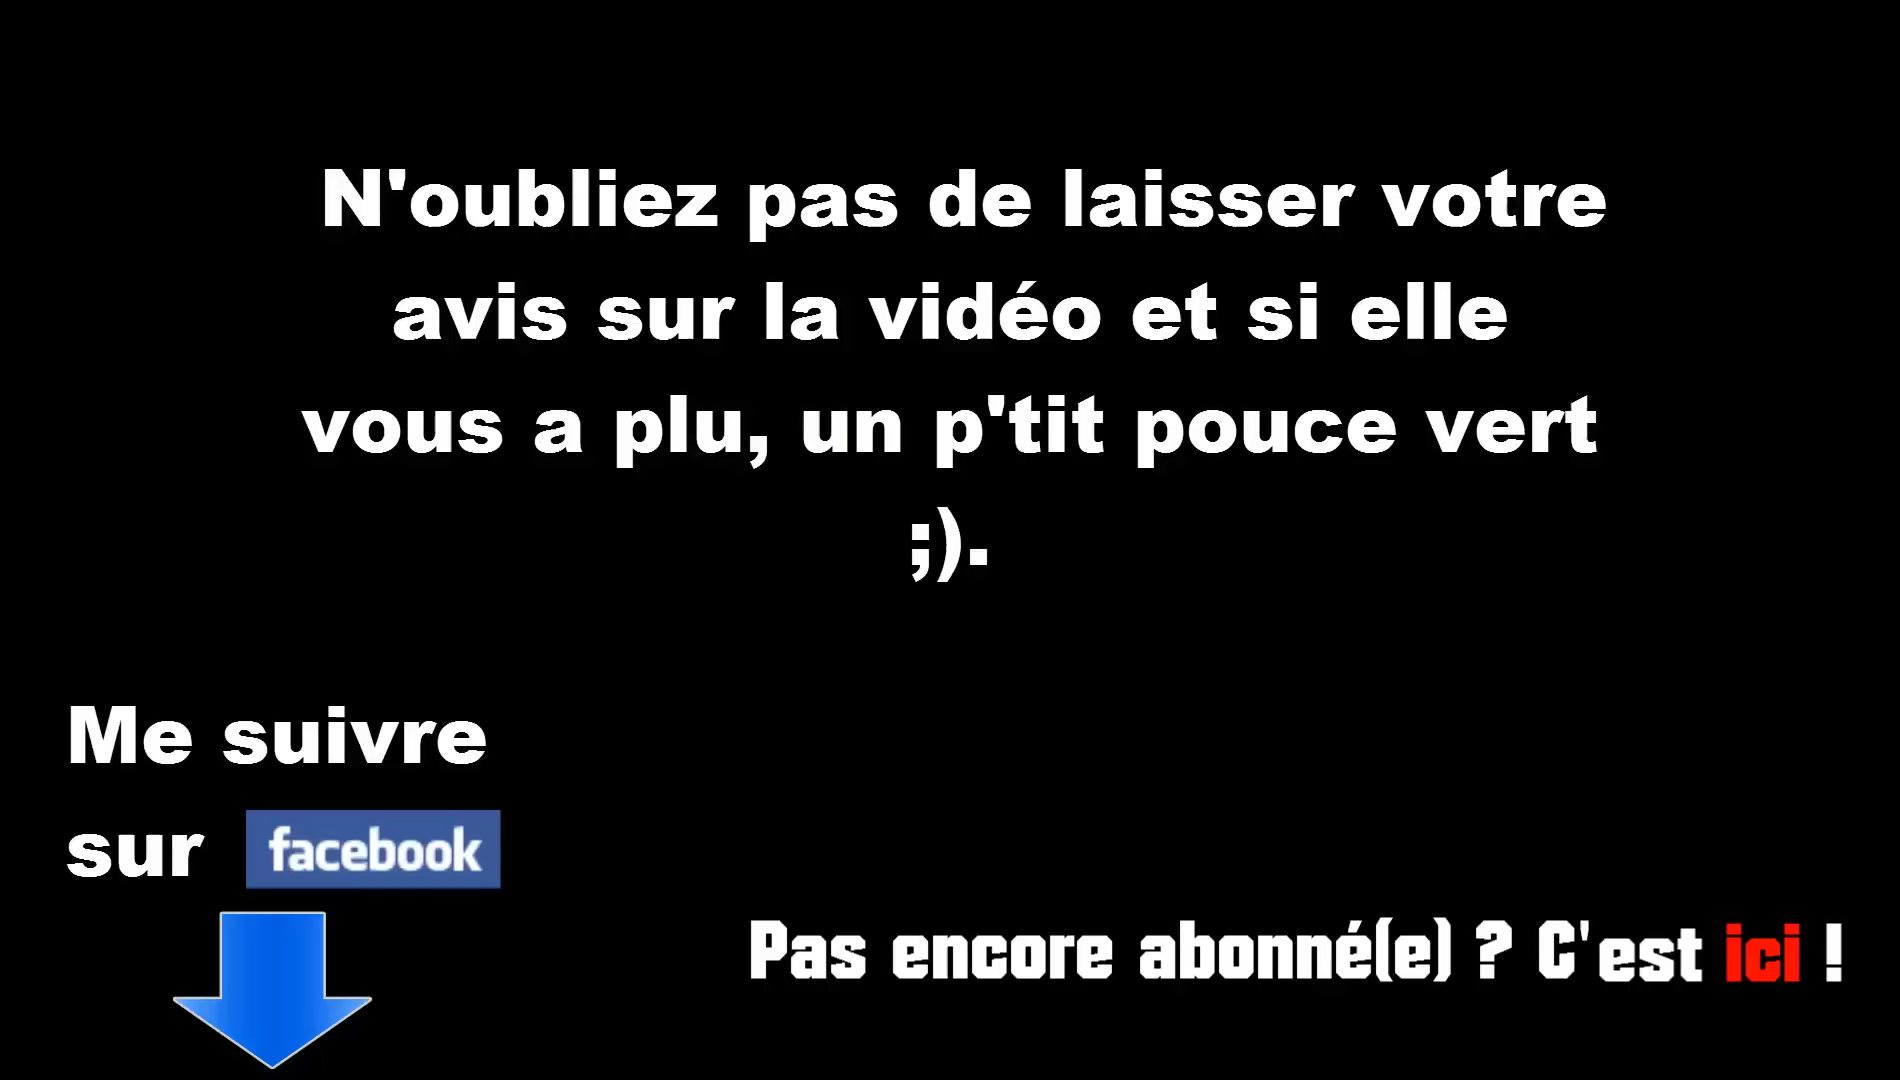 N'oubliez pas de laisser votre
avis sur la vidéo et si elle
vous a plu, un p'tit pouce vert
;).
Me suivre
sur facebook
Pas encore abonné(e) ? C'est ici !